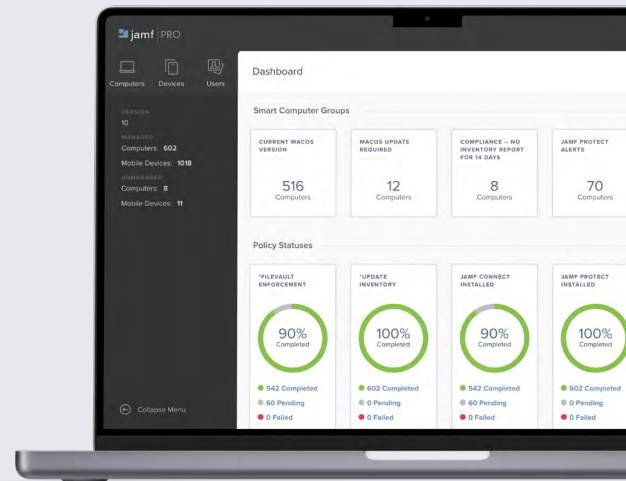 jamf PRO
Computers Devices Users
VERSION
10
MANAGED
Computers: 602
Mobile Devices: 1018
UNMANAGED
Computers: 8
Mobile Devices: 11
Collapse Menu
Dashboard
Smart Computer Groups
CURRENT MACOS
VERSION
516
Computers
MACOS UPDATE
REQUIRED
12
Computers
COMPLIANCE -- NO
INVENTORY REPORT
FOR 14 DAYS
8
Computers
JAMF PROTECT
ALERTS
70
Computers
Policy Statuses
*FILEVAULT
ENFORCEMENT
90%
Completed
542 Completed
60 Pending
0 Failed
*UPDATE
INVENTORY
100%
Completed
602 Completed
0 Pending
0 Failed
JAMF CONNECT
INSTALLED
90%
Completed
542 Completed
60 Pending
0 Failed
JAMF PROTECT
INSTALLED
100%
Completed
602 Completed
0 Pending
0 Failed